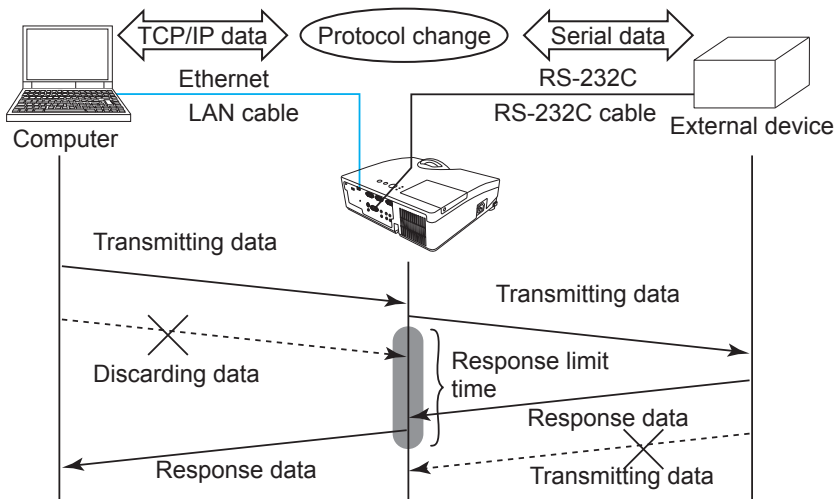 TCP/IP data
Protocol change
Serial data
Ethernet
RS-232C
LAN cable
RS-232C cable
Computer
External device
Transmitting data
Transmitting data
Discarding data
Response limit
time
Response data
Response data
Transmitting data